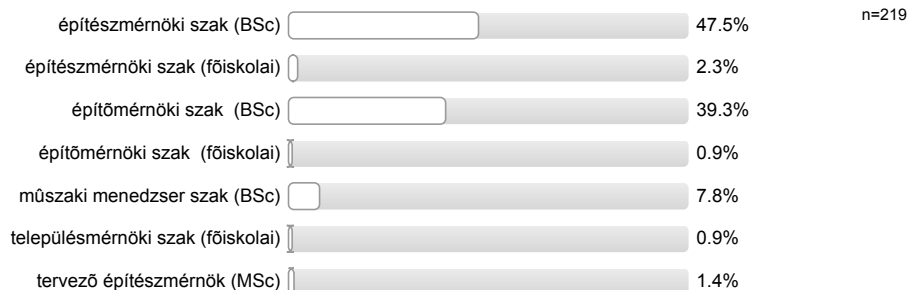 építészmérnöki szak (BSc) 47.5% n=219
építészmérnöki szak (fõiskolai) 2.3%
építõmérnöki szak  (BSc) 39.3%
építõmérnöki szak  (fõiskolai) 0.9%
mûszaki menedzser szak (BSc) 7.8%
településmérnöki szak (fõiskolai) 0.9%
tervezõ építészmérnök (MSc) 1.4%